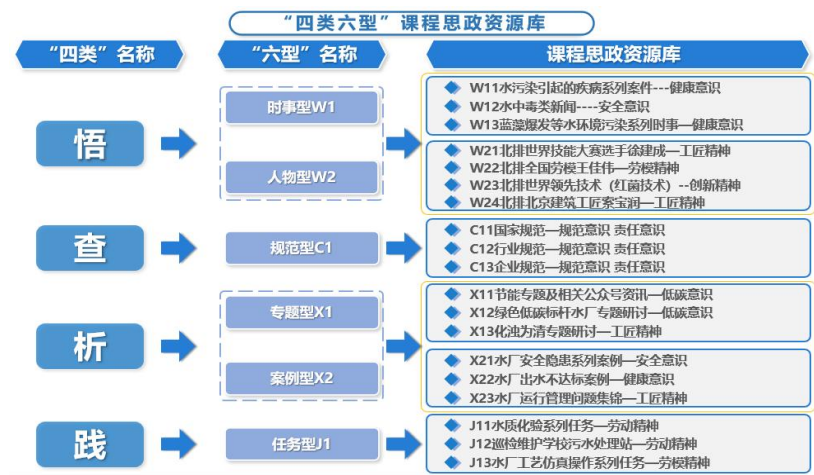 “四类六型”课程思政资源库
“四类”名称
“六型”名称
课程思政资源库
悟
时事型W1
人物型W2
W11水污染引起的疾病系列案件---健康意识
W12水中毒类新闻----安全意识
W13蓝藻爆发等水环境污染系列时事—健康意识
W21北排世界技能大赛选手徐建成—工匠精神
W22北排全国劳模王佳伟—劳模精神
W23北排世界领先技术（红菌技术）--创新精神
W24北排北京建筑工匠案宝润—工匠精神
查
规范型C1
C11国家规范—规范意识 责任意识
C12行业规范—规范意识 责任意识
C13企业规范—规范意识 责任意识
析
专题型X1
案例型X2
X11节能专题及相关公众号资讯—低碳意识
X12绿色低碳标杆水厂专题研讨—低碳意识
X13化浊为清专题研讨—工匠精神
X21水厂安全隐患系列案例—安全意识
X22水厂出水不达标案例—健康意识
X23水厂运行管理问题集锦—工匠精神
践
任务型J1
J11水质化验系列任务—劳动精神
J12巡检维护学校污水处理站—劳动精神
J13水厂工艺仿真操作系列任务—劳模精神